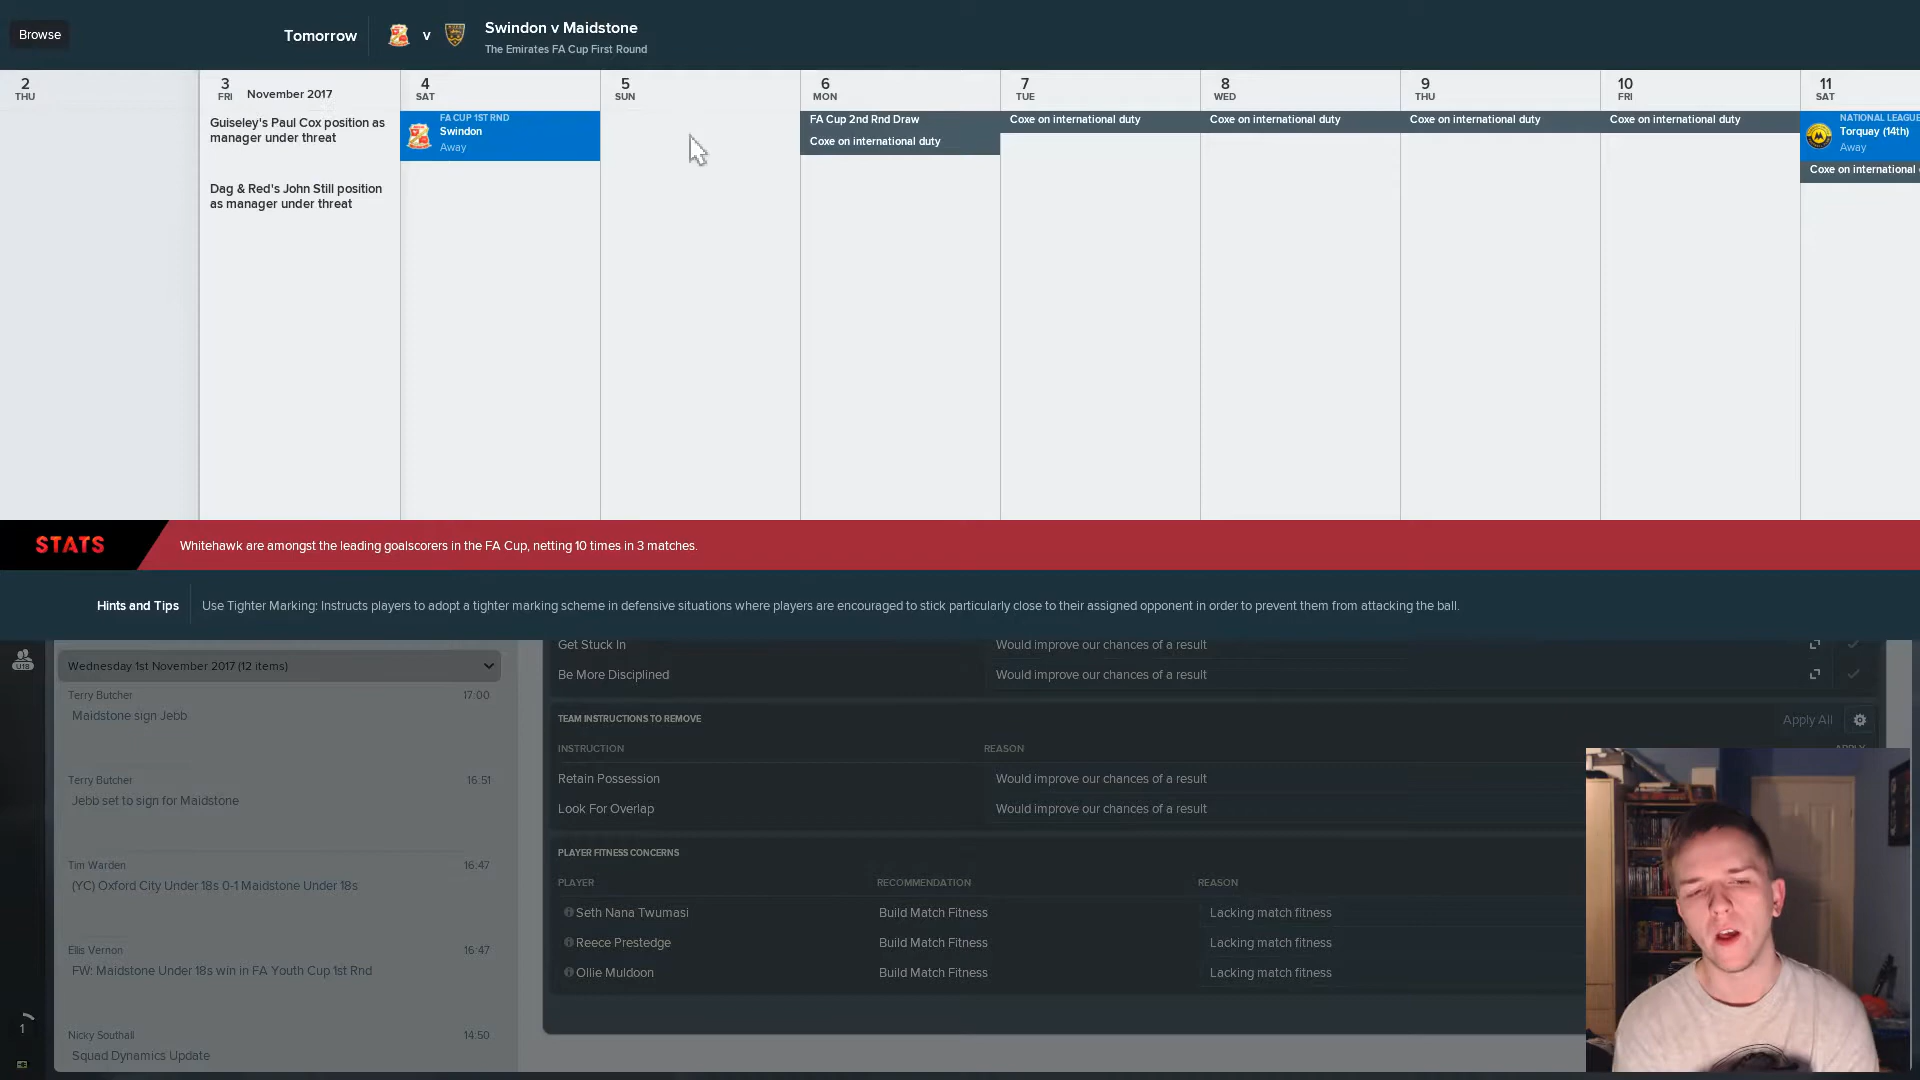 Browse
Tomorrow
v
Swindon v Maidstone
The Emirates FA Cup First Round
2
THU
3
FRI
November 2017
4
SAT
5
SUN
6
MON
7
TUE
8
WED
9
THU
10
FRI
11
SAT
Guiseley's Paul Cox position as
manager under threat
Dag & Red's John Still position
as manager under threat
FA CUP 1ST RND
Swindon
Away
FA Cup 2nd Rnd Draw
Coxe on international duty
Coxe on international duty
Coxe on international duty
Coxe on international duty
Coxe on international duty
NATIONAL LEAGUE
Torquay (14th)
Away
Coxe on international
STATS
Whitehawk are amongst the leading goalscorers in the FA Cup, netting 10 times in 3 matches.
Hints and Tips
Use Tighter Marking: Instructs players to adopt a tighter marking scheme in defensive situations where players are encouraged to stick particularly close to their assigned opponent in order to prevent them from attacking the ball.
U18
1
Wednesday 1st November 2017 (12 items)
Terry Butcher 17:00
Maidstone sign Jebb
Terry Butcher 16:51
Jebb set to sign for Maidstone
Tim Warden 16:47
(YC) Oxford City Under 18s 0-1 Maidstone Under 18s
Ellis Vernon 16:47
FW: Maidstone Under 18s win in FA Youth Cup 1st Rnd
Nicky Southall 14:50
Squad Dynamics Update
Get Stuck In Would improve our chances of a result
Be More Disciplined Would improve our chances of a result
TEAM INSTRUCTIONS TO REMOVE Apply All
INSTRUCTION REASON
Retain Possession Would improve our chances of a result
Look For Overlap Would improve our chances of a result
PLAYER FITNESS CONCERNS
PLAYER RECOMMENDATION REASON
Seth Nana Twumasi Build Match Fitness Lacking match fitness
Reece Prestedge Build Match Fitness Lacking match fitness
Ollie Muldoon Build Match Fitness Lacking match fitness